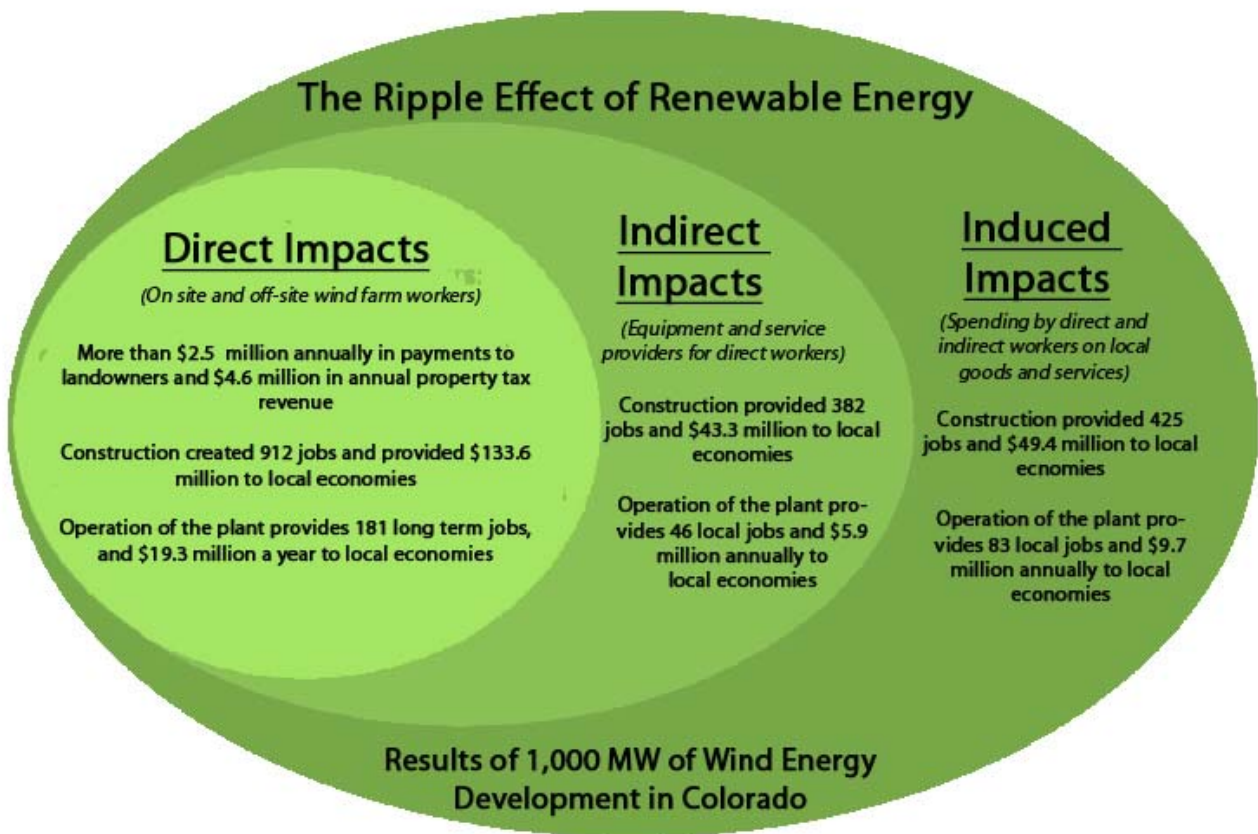 The Ripple Effect of Renewable Energy
Direct Impacts
(On site and off-site wind farm workers)
More than $2.5 million annually in payments to
landowners and $4.6 million in annual property tax
revenue
Construction created 912 jobs and provided $133.6
million to local economies
Operation of the plant provides 181 long term jobs,
and $19.3 million a year to local economies
Indirect
Impacts
(Equipment and service
providers for direct workers)
Construction provided 382
jobs and $43.3 million to local
economies
Operation of the plant pro-
vides 46 local jobs and $5.9
million annually to
local economies
Induced
Impacts
(Spending by direct and
indirect workers on local
goods and services)
Construction provided 425
jobs and $49.4 million to local
ecnomies
Operation of the plant pro-
vides 83 local jobs and $9.7
million annually to local
economies
Results of 1,000 MW of Wind Energy
Development in Colorado